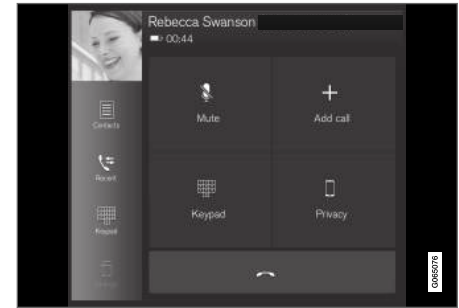 Rebecca Swanson
00:44
Mute
Add call
Contacts
Recent
Keypad
Keypad
Privacy
G065076